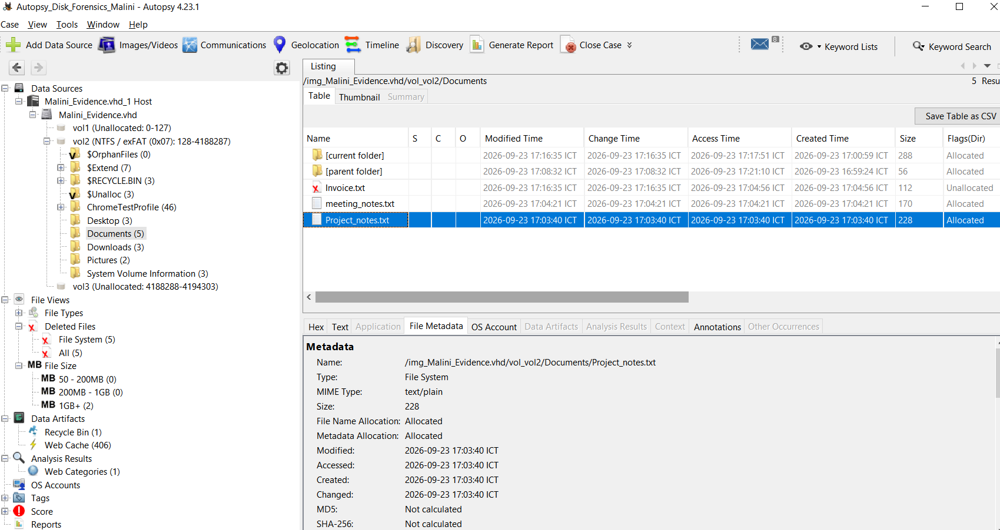 Autopsy_Disk_Forensics_Malini - Autopsy 4.23.1
Case View Tools Window Help
Add Data Source Images/Videos Communications Geolocation Timeline Discovery Generate Report Close Case 8 Keyword Lists Keyword Search
Data Sources
Malini_Evidence.vhd_1 Host
Malini_Evidence.vhd
vol1 (Unallocated: 0-127)
vol2 (NTFS / exFAT (0x07): 128-4188287)
$OrphanFiles (0)
$Extend (7)
$RECYCLE.BIN (3)
$Unalloc (3)
ChromeTestProfile (46)
Desktop (3)
Documents (5)
Downloads (3)
Pictures (2)
System Volume Information (3)
vol3 (Unallocated: 4188288-4194303)
File Views
File Types
Deleted Files
File System (5)
All (5)
MB File Size
MB 50 - 200MB (0)
MB 200MB - 1GB (0)
MB 1GB+ (2)
Data Artifacts
Recycle Bin (1)
Web Cache (406)
Analysis Results
Web Categories (1)
OS Accounts
Tags
Score
Reports
Listing
/img_Malini_Evidence.vhd/vol_vol2/Documents 5 Resu
Table Thumbnail Summary
Save Table as CSV
Name S C O Modified Time Change Time Access Time Created Time Size Flags(Dir)
[current folder] 2026-09-23 17:16:35 ICT 2026-09-23 17:16:35 ICT 2026-09-23 17:17:51 ICT 2026-09-23 17:00:59 ICT 288 Allocated
[parent folder] 2026-09-23 17:08:32 ICT 2026-09-23 17:08:32 ICT 2026-09-23 17:21:10 ICT 2026-09-23 16:59:24 ICT 56 Allocated
Invoice.txt 2026-09-23 17:16:35 ICT 2026-09-23 17:16:35 ICT 2026-09-23 17:04:56 ICT 2026-09-23 17:04:56 ICT 112 Unallocated
meeting_notes.txt 2026-09-23 17:04:21 ICT 2026-09-23 17:04:21 ICT 2026-09-23 17:04:21 ICT 2026-09-23 17:04:21 ICT 170 Allocated
Project_notes.txt 2026-09-23 17:03:40 ICT 2026-09-23 17:03:40 ICT 2026-09-23 17:03:40 ICT 2026-09-23 17:03:40 ICT 228 Allocated
Hex Text Application File Metadata OS Account Data Artifacts Analysis Results Context Annotations Other Occurrences
Metadata
Name: /img_Malini_Evidence.vhd/vol_vol2/Documents/Project_notes.txt
Type: File System
MIME Type: text/plain
Size: 228
File Name Allocation: Allocated
Metadata Allocation: Allocated
Modified: 2026-09-23 17:03:40 ICT
Accessed: 2026-09-23 17:03:40 ICT
Created: 2026-09-23 17:03:40 ICT
Changed: 2026-09-23 17:03:40 ICT
MD5: Not calculated
SHA-256: Not calculated